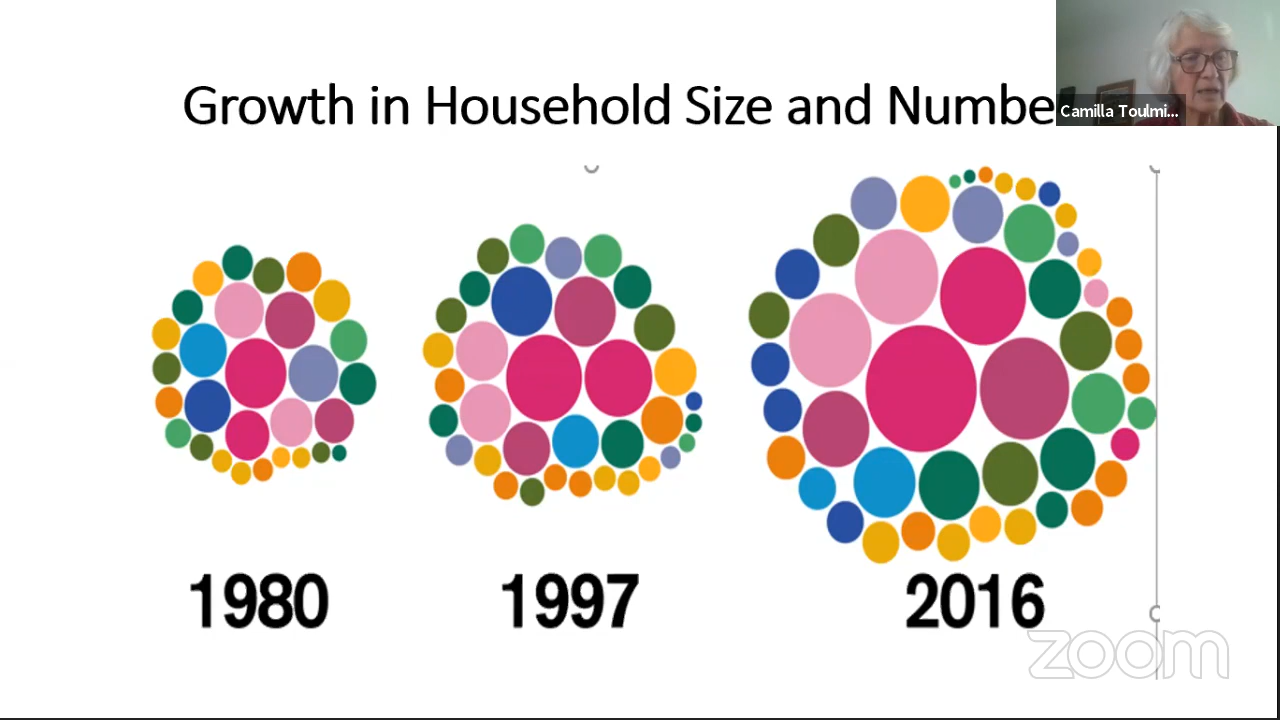 Growth in Household Size and Numbe
Camilla Toulmi...
1980
1997
2016
zoom